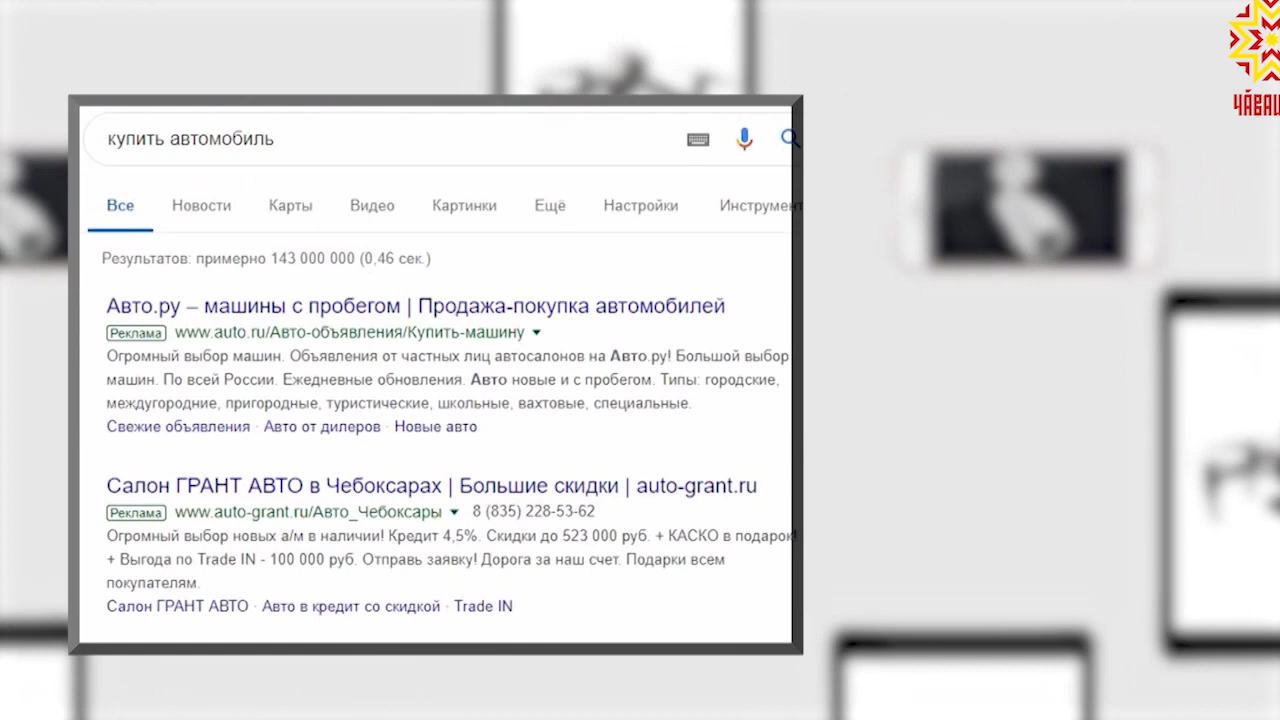 купить автомобиль
Все Новости Карты Видео Картинки Ещё Настройки Инструмент
Результатов: примерно 143 000 000 (0,46 сек.)
Авто.ру – машины с пробегом | Продажа-покупка автомобилей
Реклама www.auto.ru/Авто-объявления/Купить-машину
Огромный выбор машин. Объявления от частных лиц автосалонов на Авто.ру! Большой выбор
машин. По всей России. Ежедневные обновления. Авто новые и с пробегом. Типы: городские,
междугородние, пригородные, туристические, школьные, вахтовые, специальные.
Свежие объявления · Авто от дилеров · Новые авто
Салон ГРАНТ АВТО в Чебоксарах | Большие скидки | auto-grant.ru
Реклама www.auto-grant.ru/Авто_Чебоксары 8 (835) 228-53-62
Огромный выбор новых а/м в наличии! Кредит 4,5%. Скидки до 523 000 руб. + КАСКО в подарок!
+ Выгода по Trade IN - 100 000 руб. Отправь заявку! Дорога за наш счет. Подарки всем
покупателям.
Салон ГРАНТ АВТО · Авто в кредит со скидкой · Trade IN
ЧӐВАШ